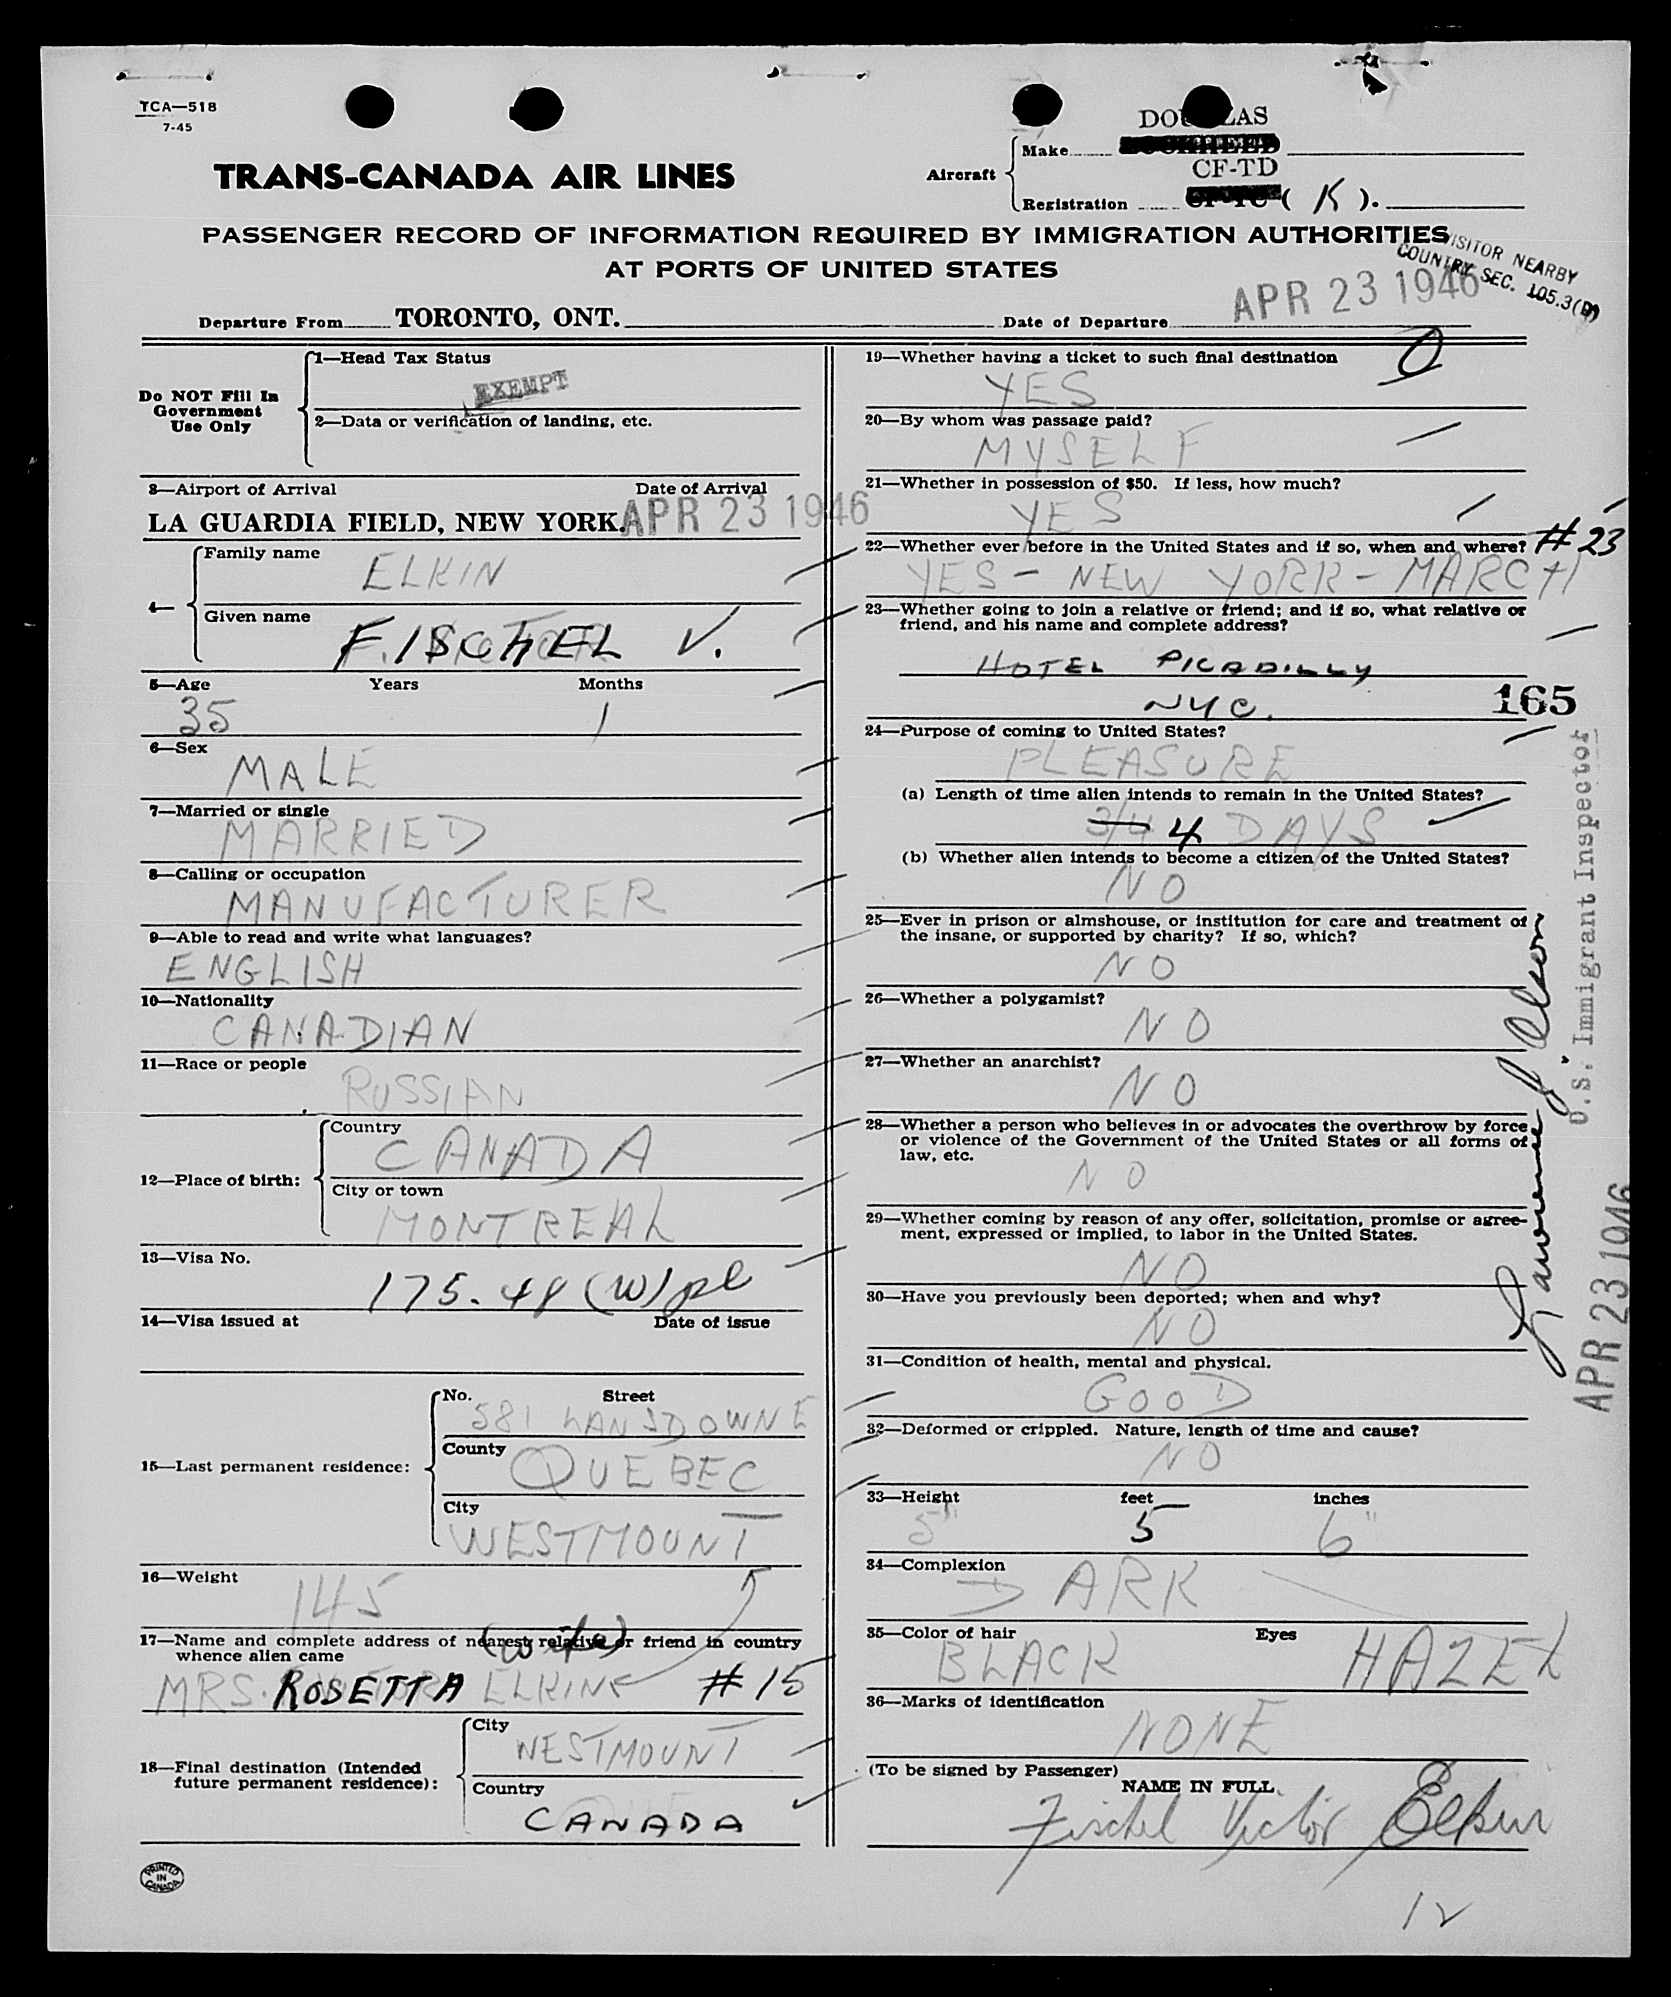 TCA—518
7-45
TRANS-CANADA AIR LINES
Aircraft
Make
DOUGLAS
CF-TD
Registration
( K ).
PASSENGER RECORD OF INFORMATION REQUIRED BY IMMIGRATION AUTHORITIES
AT PORTS OF UNITED STATES
VISITOR NEARBY
COUNTRY SEC. 105.3(B)
Departure From TORONTO, ONT.
Date of Departure APR 23 1946
Do NOT Fill In
Government
Use Only
1—Head Tax Status
EXEMPT
2—Data or verification of landing, etc.
3—Airport of Arrival Date of Arrival
LA GUARDIA FIELD, NEW YORK. APR 23 1946
4—
Family name
ELKIN
Given name
FISCHEL V.
5—Age Years Months
35 1
6—Sex
MALE
7—Married or single
MARRIED
8—Calling or occupation
MANUFACTURER
9—Able to read and write what languages?
ENGLISH
10—Nationality
CANADIAN
11—Race or people
RUSSIAN
12—Place of birth:
Country
CANADA
City or town
MONTREAL
13—Visa No.
175.48 (W) pl
14—Visa issued at Date of issue
15—Last permanent residence:
No. Street
581 LANSDOWNE
County
QUEBEC
City
WESTMOUNT
16—Weight
145
17—Name and complete address of nearest relative or friend in country
whence alien came
(wife)
MRS. ROSETTA ELKIN # 15
18—Final destination (Intended
future permanent residence):
City
WESTMOUNT
Country
CANADA
PRINTED
IN
CANADA
19—Whether having a ticket to such final destination
YES
20—By whom was passage paid?
MYSELF
21—Whether in possession of $50. If less, how much?
YES
22—Whether ever before in the United States and if so, when and where? # 23
YES - NEW YORK - MARCH
23—Whether going to join a relative or friend; and if so, what relative or
friend, and his name and complete address?
HOTEL PICADILLY
NYC.
165
24—Purpose of coming to United States?
PLEASURE
(a) Length of time alien intends to remain in the United States?
3/4 4 DAYS
(b) Whether alien intends to become a citizen of the United States?
NO
25—Ever in prison or almshouse, or institution for care and treatment of
the insane, or supported by charity? If so, which?
NO
26—Whether a polygamist?
NO
27—Whether an anarchist?
NO
28—Whether a person who believes in or advocates the overthrow by force
or violence of the Government of the United States or all forms of
law, etc.
NO
29—Whether coming by reason of any offer, solicitation, promise or agree-
ment, expressed or implied, to labor in the United States.
NO
30—Have you previously been deported; when and why?
NO
31—Condition of health, mental and physical.
GOOD
32—Deformed or crippled. Nature, length of time and cause?
NO
33—Height feet inches
5" 5 6"
34—Complexion
DARK
35—Color of hair Eyes
BLACK HAZEL
36—Marks of identification
NONE
(To be signed by Passenger)
NAME IN FULL
Fischel Victor Elkin
12
Lawrence J Olson
U.S. Immigrant Inspector
APR 23 1946